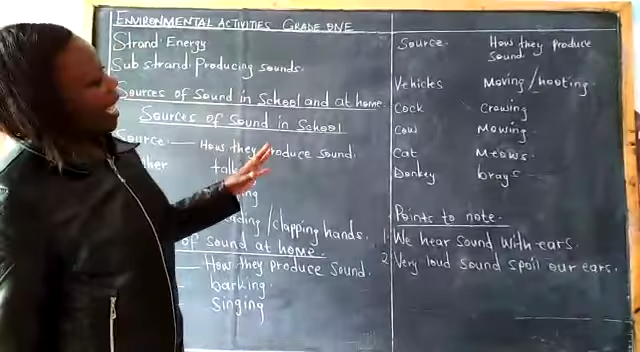 ENVIRONMENTAL ACTIVITIES GRADE ONE
Strand Energy
Sub strand Producing sounds.
Sources of Sound in School and at home
Sources of Sound in School
Source — How they produce sound.
talking
/clapping hands.
of sound at home.
— How they produce sound.
barking.
Singing
Source. How they produce
sound.
Vehicles Moving/hooting.
Cock Crowing
Cow Mowing.
Cat Meows.
Donkey brays
Points to note.
1 We hear sound with ears.
2 Very loud sound spoil our ears.